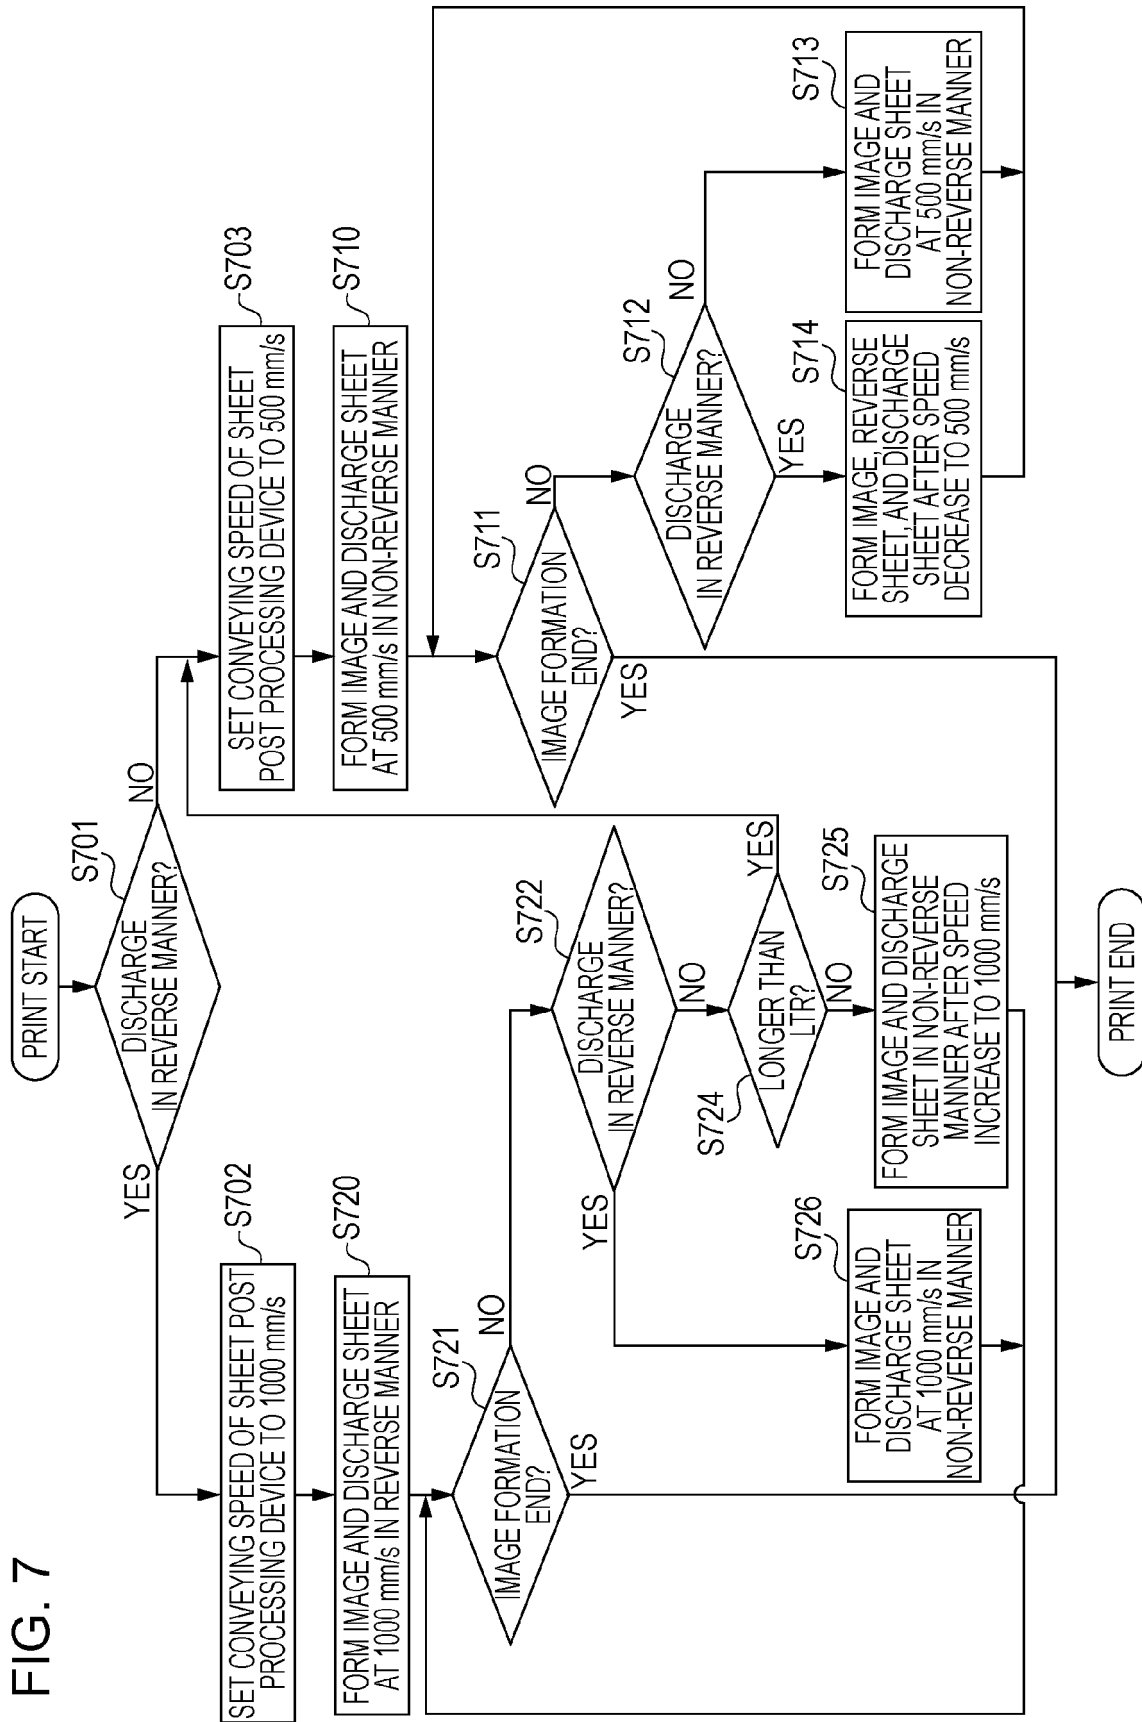 FIG. 7
PRINT START
S701
DISCHARGE
IN REVERSE MANNER?
YES
NO
S702
SET CONVEYING SPEED OF SHEET POST
PROCESSING DEVICE TO 1000 mm/s
S720
FORM IMAGE AND DISCHARGE SHEET
AT 1000 mm/s IN REVERSE MANNER
S721
IMAGE FORMATION
END?
NO
YES
S722
DISCHARGE
IN REVERSE MANNER?
YES
NO
S724
LONGER THAN
LTR?
YES
NO
S726
FORM IMAGE AND
DISCHARGE SHEET
AT 1000 mm/s IN
NON-REVERSE MANNER
S725
FORM IMAGE AND DISCHARGE
SHEET IN NON-REVERSE
MANNER AFTER SPEED
INCREASE TO 1000 mm/s
S703
SET CONVEYING SPEED OF SHEET
POST PROCESSING DEVICE TO 500 mm/s
S710
FORM IMAGE AND DISCHARGE SHEET
AT 500 mm/s IN NON-REVERSE MANNER
S711
IMAGE FORMATION
END?
NO
YES
S712
DISCHARGE
IN REVERSE MANNER?
NO
YES
S714
FORM IMAGE, REVERSE
SHEET, AND DISCHARGE
SHEET AFTER SPEED
DECREASE TO 500 mm/s
S713
FORM IMAGE AND
DISCHARGE SHEET
AT 500 mm/s IN
NON-REVERSE MANNER
PRINT END